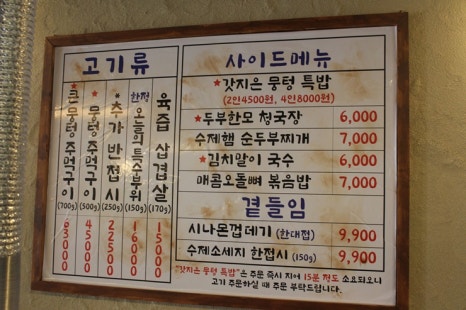 고기류
★큰뭉텅주먹구이 (700g) 63000
★뭉텅주먹구이 (500g) 45000
★추가반접시 (250g) 22500
한정 오늘의특수부위 (150g) 16000
육즙 삼겹살 (170g) 15000
사이드메뉴
★갓지은 뭉텅 특밥
(2인4500원, 4인8000원)
★두부한모 청국장 6,000
수제햄 순두부찌개 7,000
★김치말이 국수 6,000
매콤오돌뼈 볶음밥 7,000
곁들임
시나몬껍데기 (한대접) 9,900
수제소세지 한접시 (150g) 9,900
"갓지은 뭉텅 특밥"은 주문 즉시 지어 15분 정도 소요되오니
고기 주문하실 때 주문 부탁드립니다.